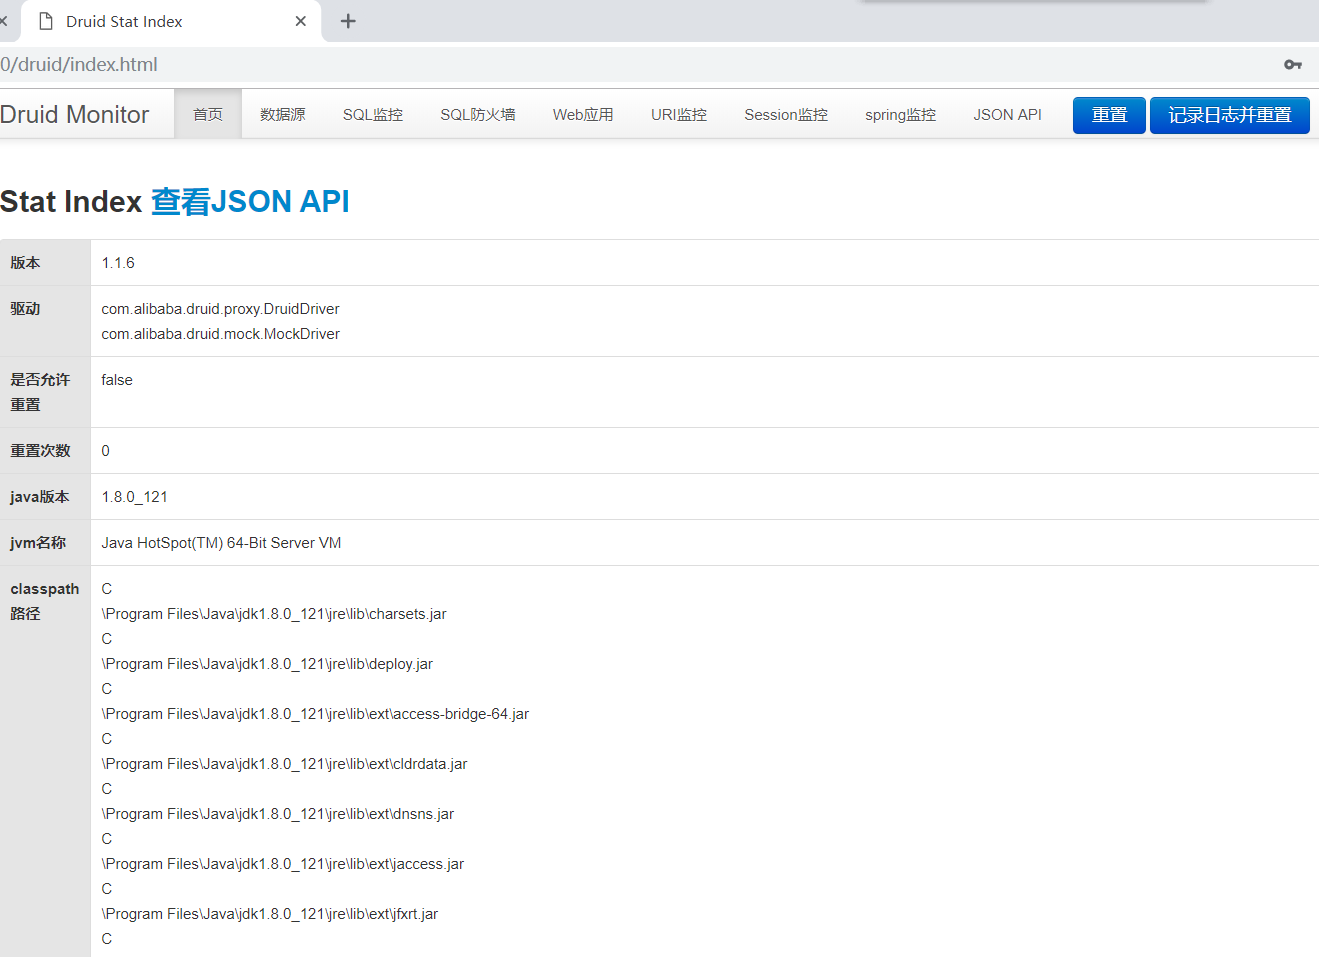 Druid Stat Index
0/druid/index.html
Druid Monitor 首页 数据源 SQL监控 SQL防火墙 Web应用 URI监控 Session监控 spring监控 JSON API 重置 记录日志并重置
Stat Index 查看JSON API
版本 1.1.6
驱动 com.alibaba.druid.proxy.DruidDriver
com.alibaba.druid.mock.MockDriver
是否允许 false
重置
重置次数 0
java版本 1.8.0_121
jvm名称 Java HotSpot(TM) 64-Bit Server VM
classpath C
路径 \Program Files\Java\jdk1.8.0_121\jre\lib\charsets.jar
C
\Program Files\Java\jdk1.8.0_121\jre\lib\deploy.jar
C
\Program Files\Java\jdk1.8.0_121\jre\lib\ext\access-bridge-64.jar
C
\Program Files\Java\jdk1.8.0_121\jre\lib\ext\cldrdata.jar
C
\Program Files\Java\jdk1.8.0_121\jre\lib\ext\dnsns.jar
C
\Program Files\Java\jdk1.8.0_121\jre\lib\ext\jaccess.jar
C
\Program Files\Java\jdk1.8.0_121\jre\lib\ext\jfxrt.jar
C